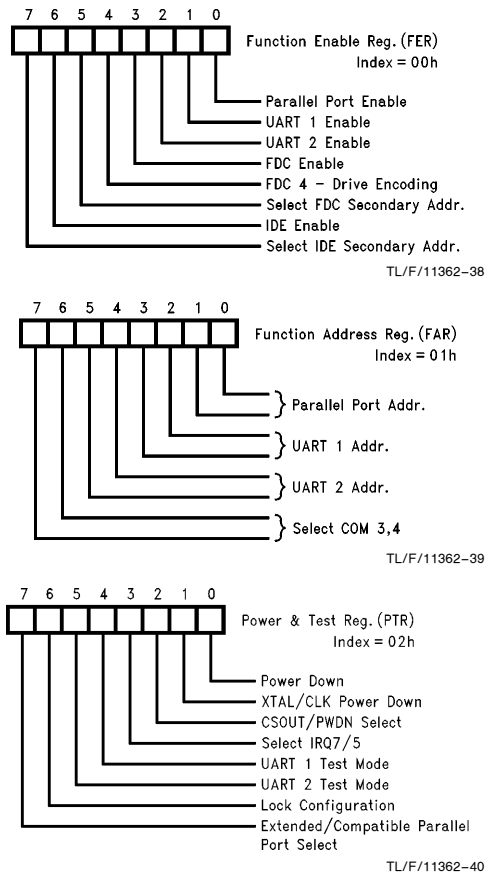 7 6 5 4 3 2 1 0
Function Enable Reg. (FER)
Index = 00h
Parallel Port Enable
UART 1 Enable
UART 2 Enable
FDC Enable
FDC 4 – Drive Encoding
Select FDC Secondary Addr.
IDE Enable
Select IDE Secondary Addr.
TL/F/11362–38
7 6 5 4 3 2 1 0
Function Address Reg. (FAR)
Index = 01h
Parallel Port Addr.
UART 1 Addr.
UART 2 Addr.
Select COM 3,4
TL/F/11362–39
7 6 5 4 3 2 1 0
Power & Test Reg. (PTR)
Index = 02h
Power Down
XTAL/CLK Power Down
CSOUT/PWDN Select
Select IRQ7/5
UART 1 Test Mode
UART 2 Test Mode
Lock Configuration
Extended/Compatible Parallel
Port Select
TL/F/11362–40